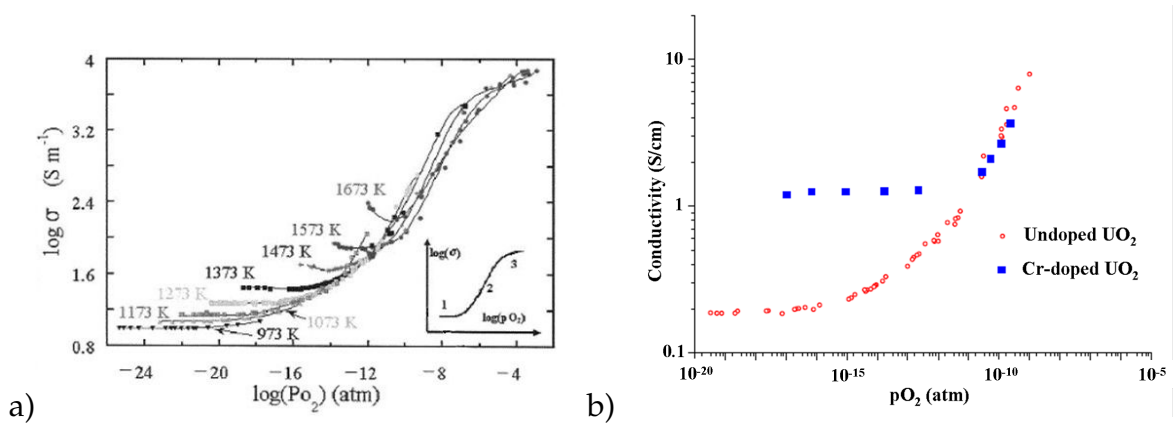 4
3.2
2.4
1.6
0.8
log σ (S m⁻¹)
1673 K
1573 K
1473 K
1373 K
1273 K
1173 K
1073 K
973 K
log(σ)
1
2
3
log(p O₂)
−24
−20
−16
−12
−8
−4
log(Po₂) (atm)
a)
10
1
0.1
Conductivity (S/cm)
Undoped UO₂
Cr-doped UO₂
10⁻²⁰
10⁻¹⁵
10⁻¹⁰
10⁻⁵
pO₂ (atm)
b)